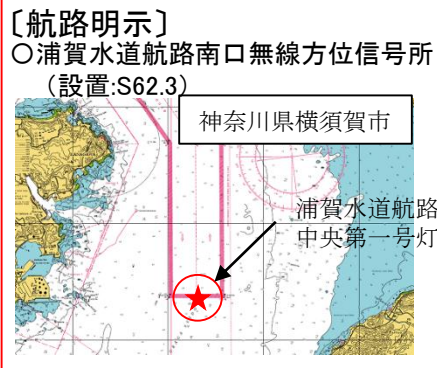 〔航路明示〕
○浦賀水道航路南口無線方位信号所
（設置:S62.3）
神奈川県横須賀市
浦賀水道航路
中央第一号灯